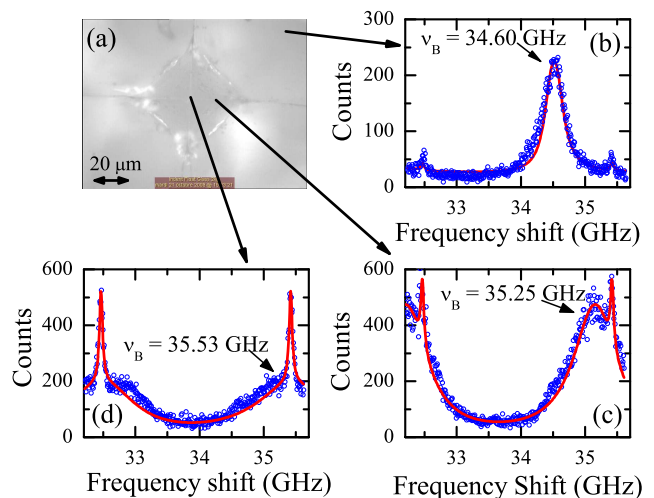 (a)
20 μm
ν_B = 34.60 GHz
(b)
300
200
100
0
Counts
33 34 35
Frequency shift (GHz)
ν_B = 35.53 GHz
(d)
600
400
200
0
Counts
33 34 35
Frequency shift (GHz)
ν_B = 35.25 GHz
(c)
600
400
200
0
Counts
33 34 35
Frequency Shift (GHz)